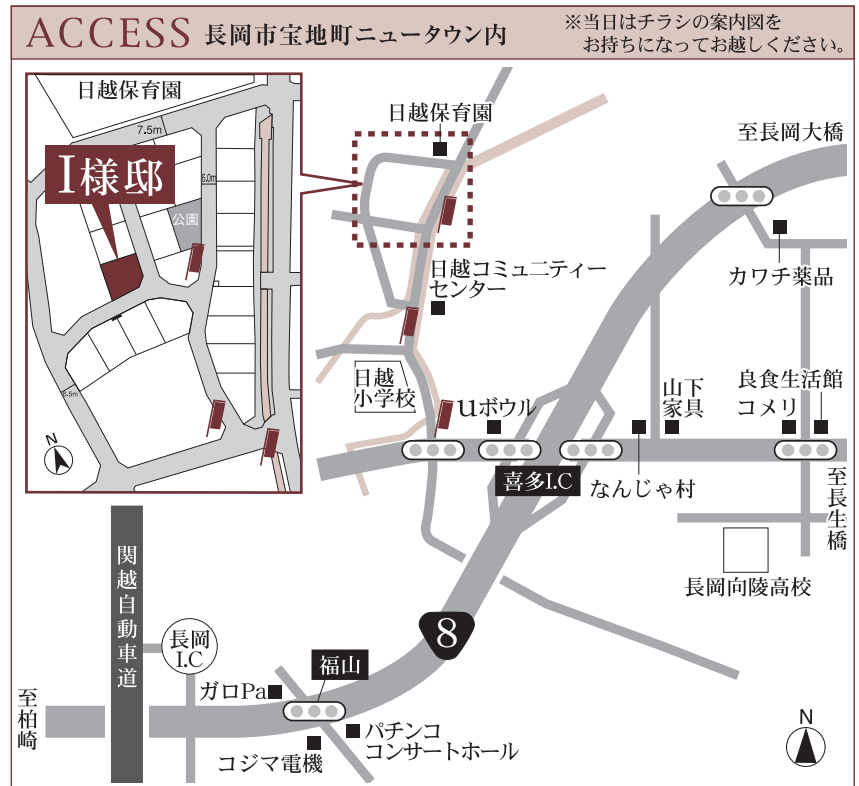 ACCESS 長岡市宝地町ニュータウン内
※当日はチラシの案内図を
お持ちになってお越しください。
日越保育園
7.5m
6.0m
I様邸
公園
5.5m
N
日越保育園
至長岡大橋
カワチ薬品
日越コミュニティー
センター
日越
小学校
uボウル
山下
家具
良食生活館
コメリ
喜多I.C
なんじゃ村
至長生橋
長岡向陵高校
関越自動車道
長岡
I.C
8
福山
ガロPa
至柏崎
パチンコ
コンサートホール
コジマ電機
N